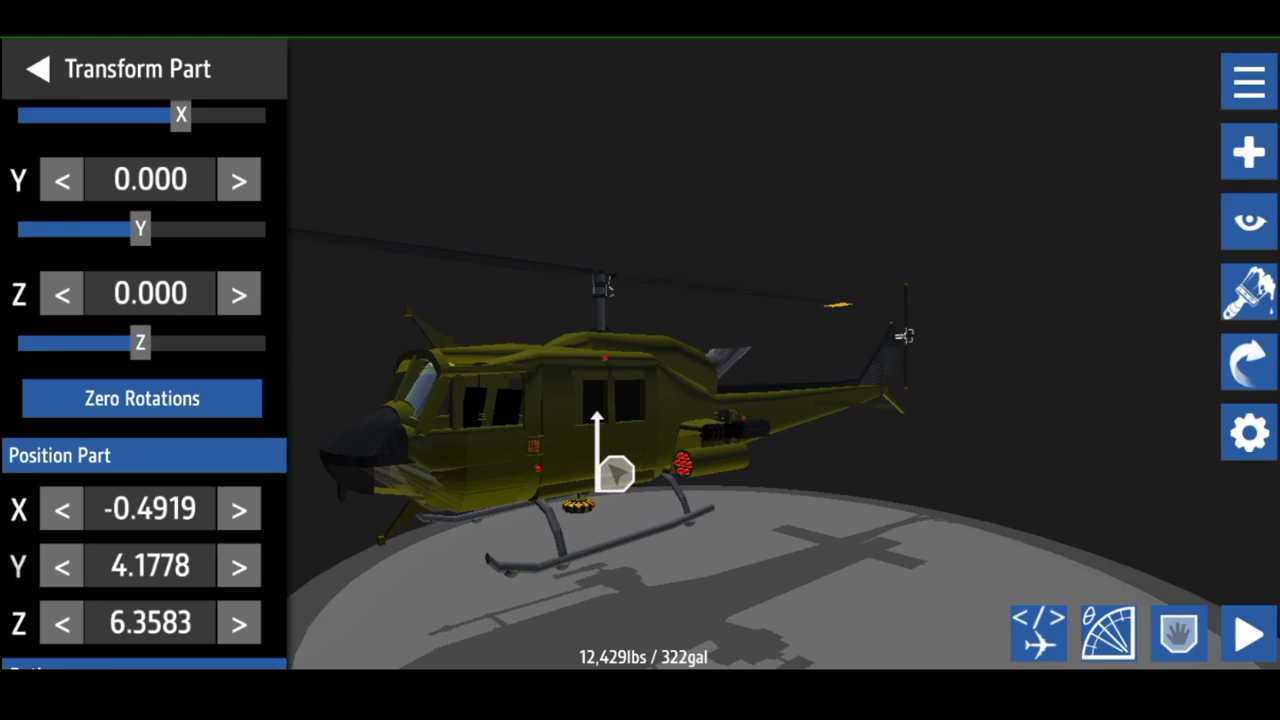 Transform Part
X
Y < 0.000 >
Y
Z < 0.000 >
Z
Zero Rotations
Position Part
X < -0.4919 >
Y < 4.1778 >
Z < 6.3583 >
</>
θ
12,429lbs / 322gal